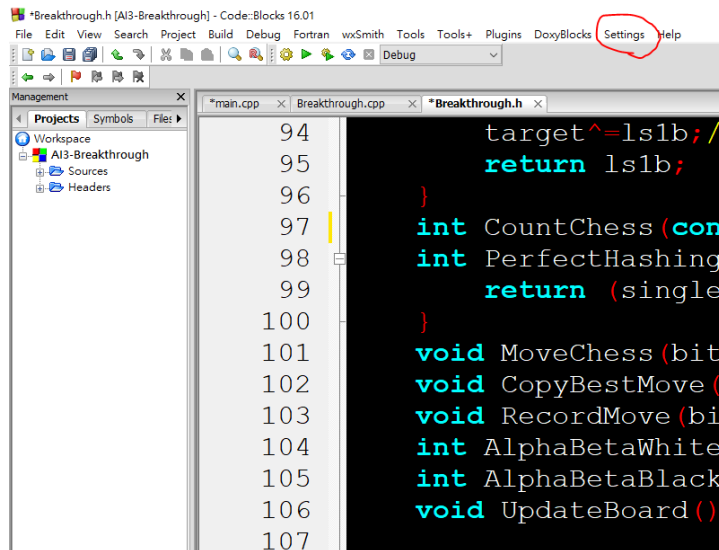 *Breakthrough.h [AI3-Breakthrough] - Code::Blocks 16.01
File Edit View Search Project Build Debug Fortran wxSmith Tools Tools+ Plugins DoxyBlocks Settings Help
Debug
Management
Projects Symbols Files
*main.cpp Breakthrough.cpp *Breakthrough.h
Workspace
AI3-Breakthrough
Sources
Headers
94 target^=ls1b;/
95 return ls1b;
96 }
97 int CountChess(con
98 int PerfectHashing
99 return (single
100 }
101 void MoveChess(bit
102 void CopyBestMove(
103 void RecordMove(bi
104 int AlphaBetaWhite
105 int AlphaBetaBlack
106 void UpdateBoard()
107